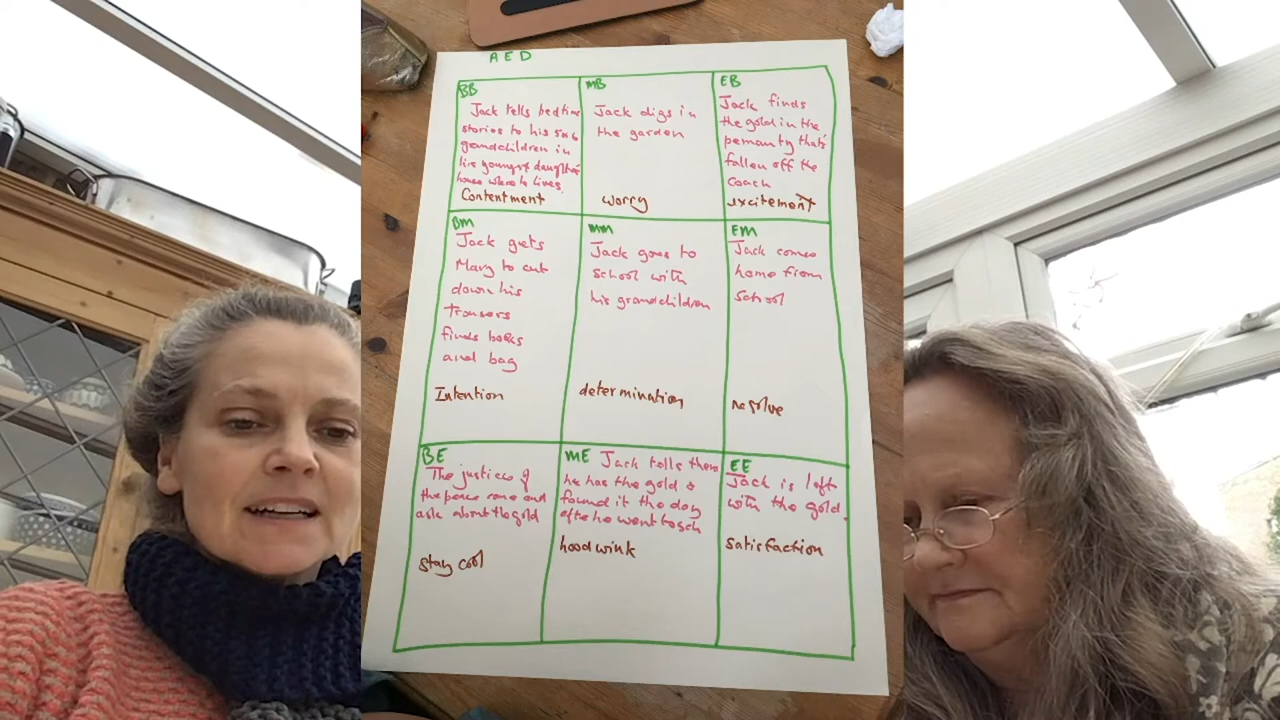 AED
BB
Jack tells bedtime
stories to his 5 or 6
grandchildren in
his youngest daughter
house where he lives.
Contentment
MB
Jack digs in
the garden
worry
EB
Jack finds
the gold in the
that's
fallen off the
Coach
excitement
BM
Jack gets
Mary to cut
down his
trousers
finds books
and bag
Intention
MM
Jack goes to
school with
his grandchildren
determination
EM
Jack comes
home from
school
resolve
BE
The justice of
the peace come and
ask about the gold
stay cool
ME Jack tells them
he has the gold &
found it the day
after he went to sch
hoodwink
EE
Jack is left
with the gold.
satisfaction